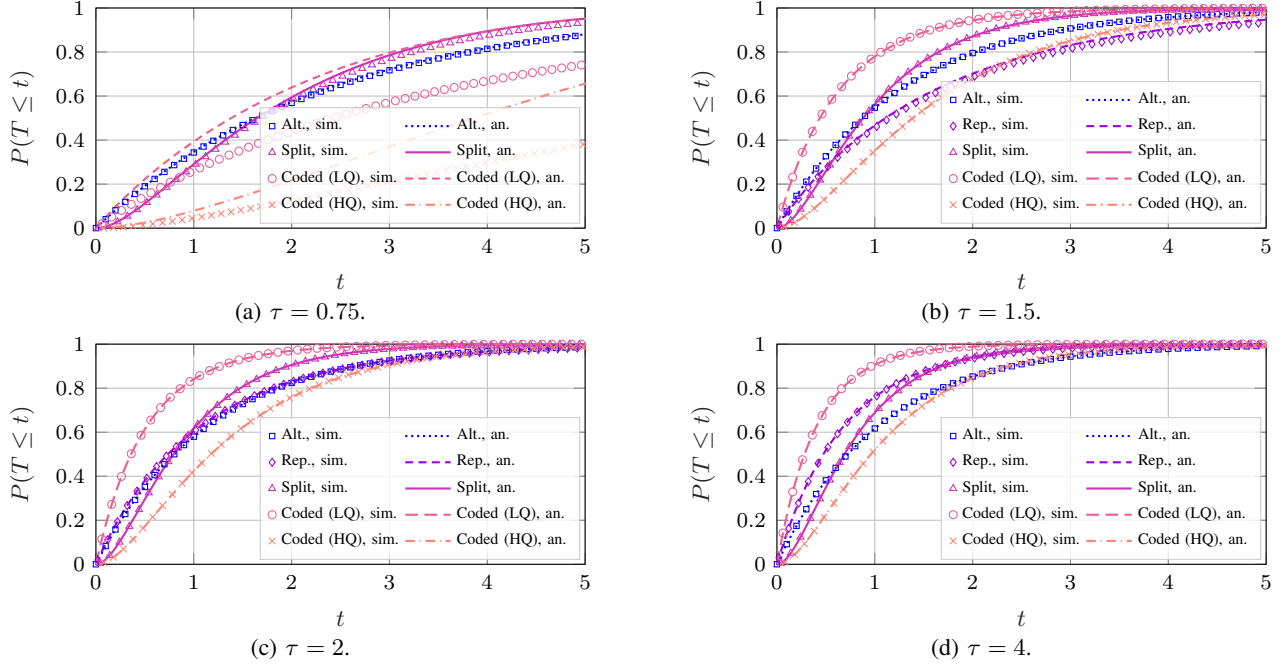 1
0.8
0.6
0.4
0.2
0
P(T ≤ t)
Alt., sim. Alt., an.
Split, sim. Split, an.
Coded (LQ), sim. Coded (LQ), an.
Coded (HQ), sim. Coded (HQ), an.
0 1 2 3 4 5
t
(a) τ = 0.75.
1
0.8
0.6
0.4
0.2
0
P(T ≤ t)
Alt., sim. Alt., an.
Rep., sim. Rep., an.
Split, sim. Split, an.
Coded (LQ), sim. Coded (LQ), an.
Coded (HQ), sim. Coded (HQ), an.
0 1 2 3 4 5
t
(b) τ = 1.5.
1
0.8
0.6
0.4
0.2
0
P(T ≤ t)
Alt., sim. Alt., an.
Rep., sim. Rep., an.
Split, sim. Split, an.
Coded (LQ), sim. Coded (LQ), an.
Coded (HQ), sim. Coded (HQ), an.
0 1 2 3 4 5
t
(c) τ = 2.
1
0.8
0.6
0.4
0.2
0
P(T ≤ t)
Alt., sim. Alt., an.
Rep., sim. Rep., an.
Split, sim. Split, an.
Coded (LQ), sim. Coded (LQ), an.
Coded (HQ), sim. Coded (HQ), an.
0 1 2 3 4 5
t
(d) τ = 4.